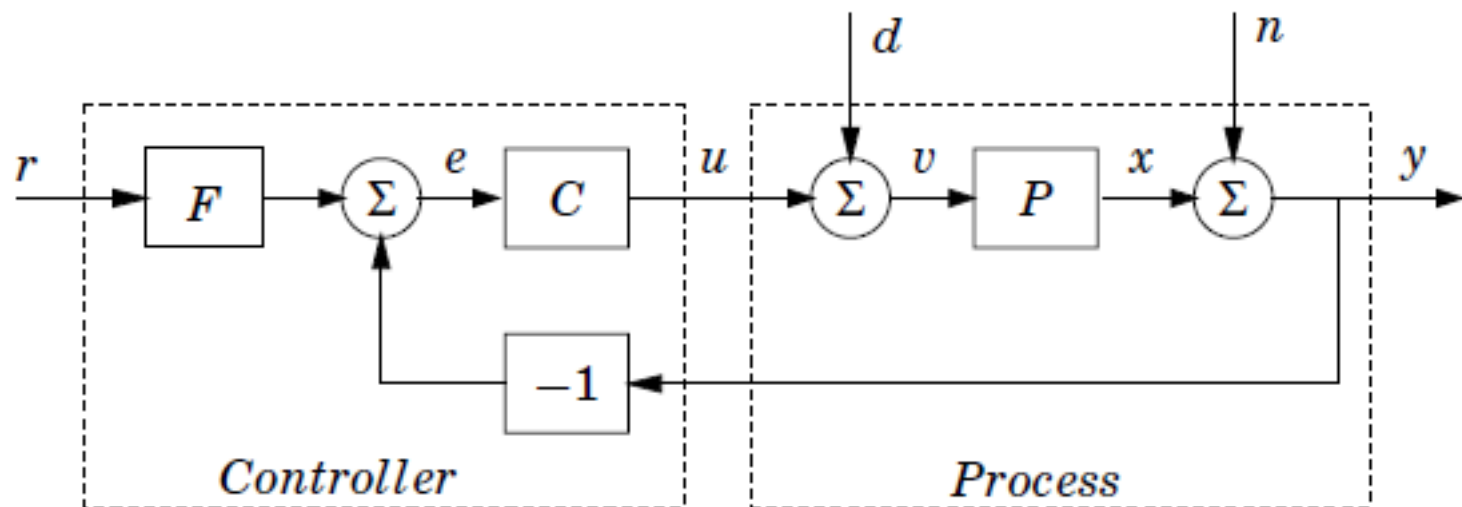 d n
r F Σ e C u Σ v P x Σ y
−1
Controller Process